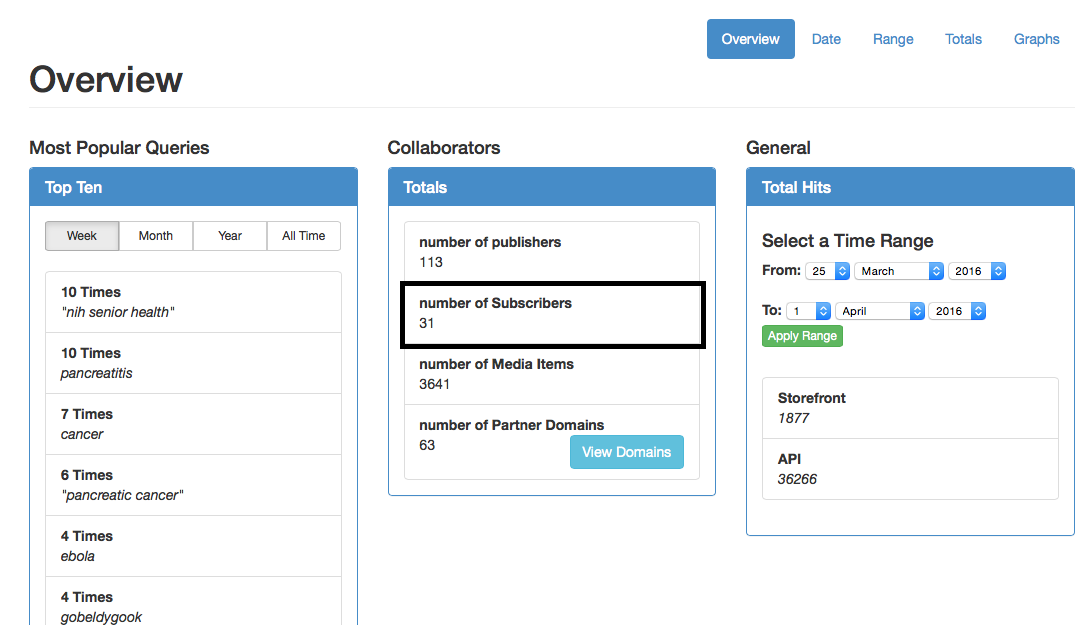 Overview Date Range Totals Graphs
Overview
Most Popular Queries
Top Ten
Week Month Year All Time
10 Times
"nih senior health"
10 Times
pancreatitis
7 Times
cancer
6 Times
"pancreatic cancer"
4 Times
ebola
4 Times
gobeldygook
Collaborators
Totals
number of publishers
113
number of Subscribers
31
number of Media Items
3641
number of Partner Domains
63
View Domains
General
Total Hits
Select a Time Range
From: 25 March 2016
To: 1 April 2016
Apply Range
Storefront
1877
API
36266